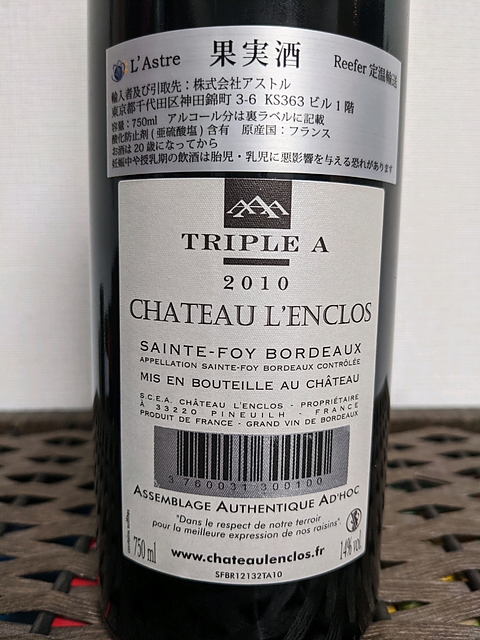 L'Astre 果実酒 Reefer 定温輸送
輸入者及び引取先：株式会社アストル
東京都千代田区神田錦町3-6 KS363ビル1階
容量：750ml アルコール分は裏ラベルに記載
酸化防止剤(亜硫酸塩)含有 原産国：フランス
お酒は20歳になってから
妊娠中や授乳期の飲酒は胎児・乳児に悪影響を与える恐れがあります
TRIPLE A
2010
CHATEAU L'ENCLOS
SAINTE-FOY BORDEAUX
APPELLATION SAINTE-FOY BORDEAUX CONTRÔLÉE
MIS EN BOUTEILLE AU CHÂTEAU
S.C.E.A. CHÂTEAU L'ENCLOS - PROPRIÉTAIRE
À 33220 PINEUILH - FRANCE
PRODUIT DE FRANCE - GRAND VIN DE BORDEAUX
3 760031 300100
ASSEMBLAGE AUTHENTIQUE AD'HOC
"Dans le respect de notre terroir
pour la meilleure expression de nos raisins".
750 ml www.chateaulenclos.fr 14% vol.
SFBR12132TA10